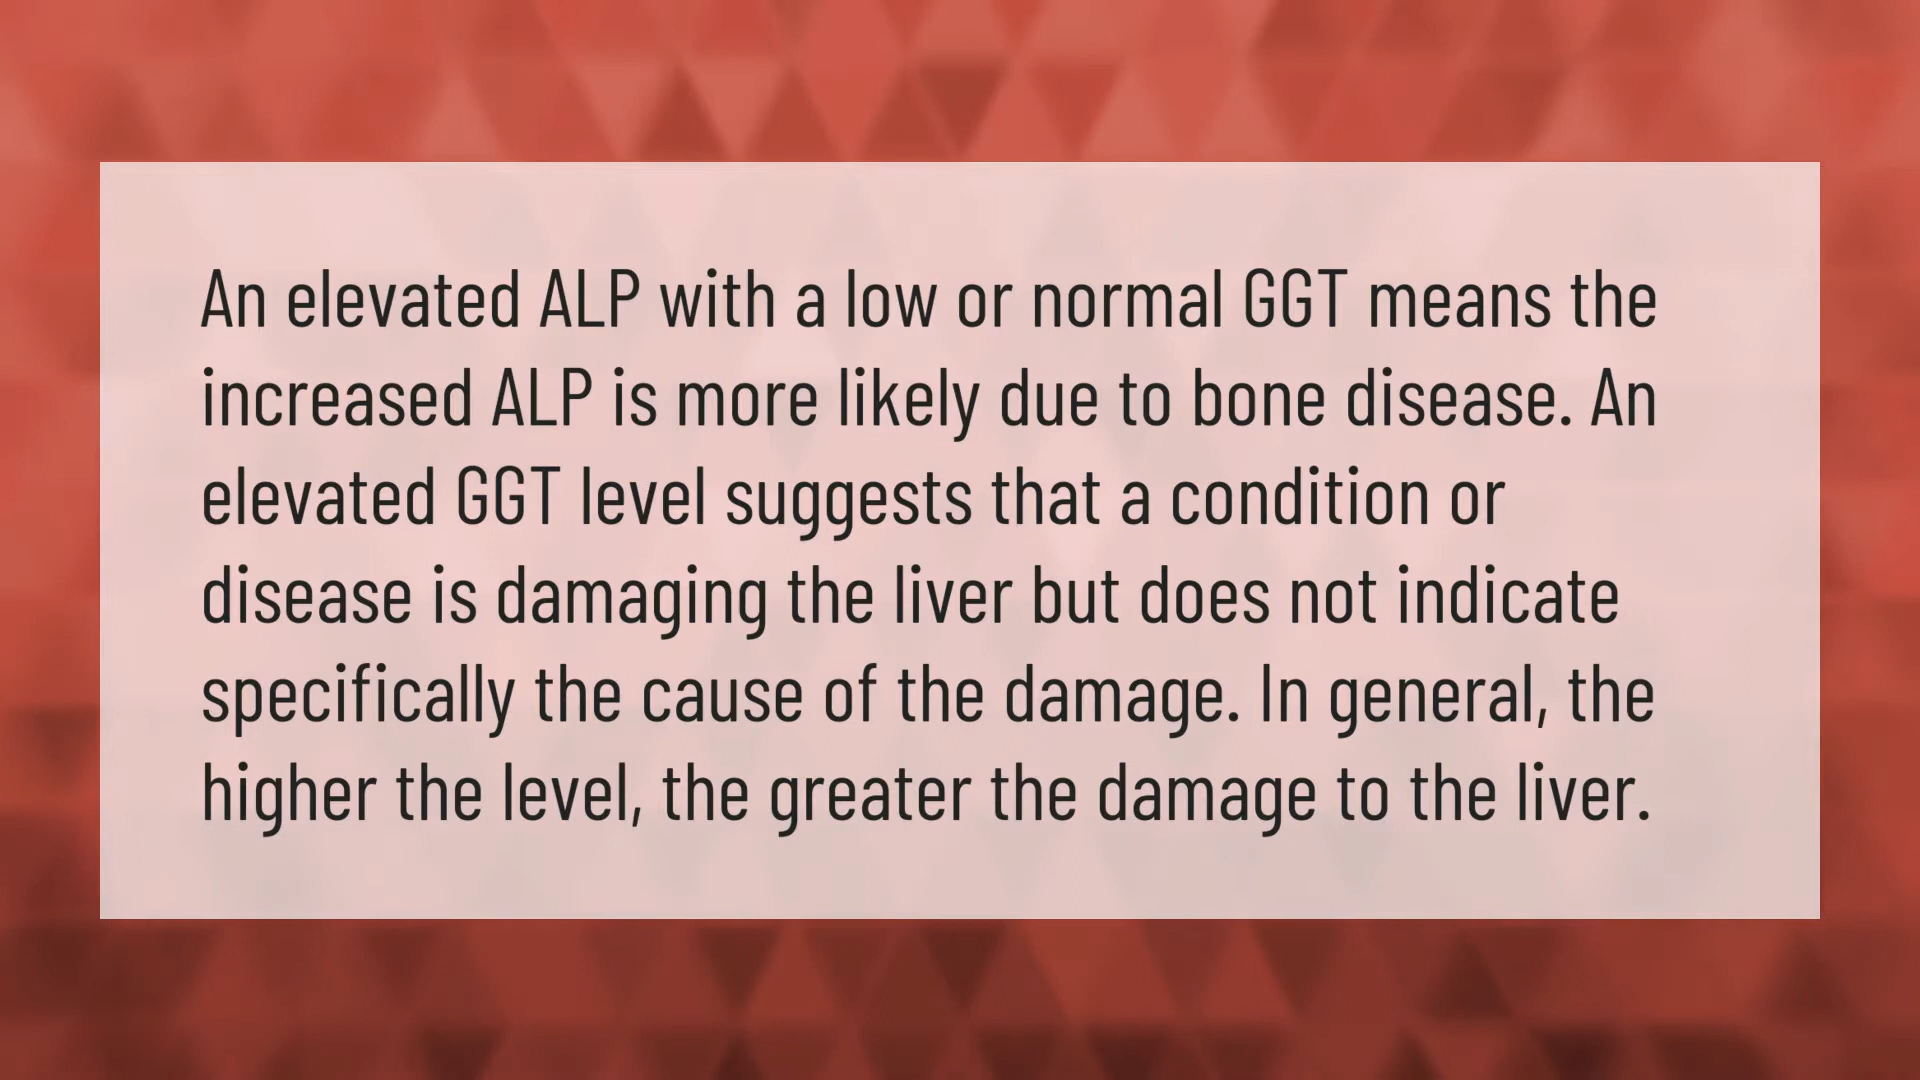 An elevated ALP with a low or normal GGT means the
increased ALP is more likely due to bone disease. An
elevated GGT level suggests that a condition or
disease is damaging the liver but does not indicate
specifically the cause of the damage. In general, the
higher the level, the greater the damage to the liver.